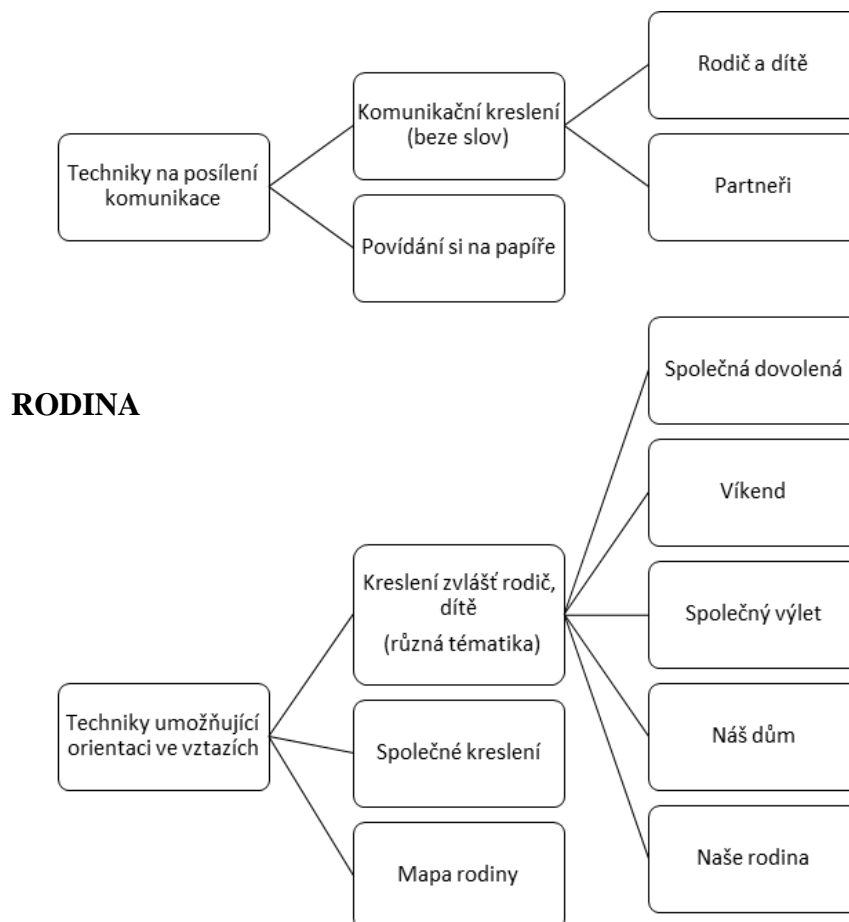 Techniky na posílení
komunikace
Komunikační kreslení
(beze slov)
Rodič a dítě
Partneři
Povídání si na papíře
RODINA
Techniky umožňující
orientaci ve vztazích
Kreslení zvlášť rodič,
dítě
(různá tématika)
Společná dovolená
Víkend
Společný výlet
Náš dům
Naše rodina
Společné kreslení
Mapa rodiny